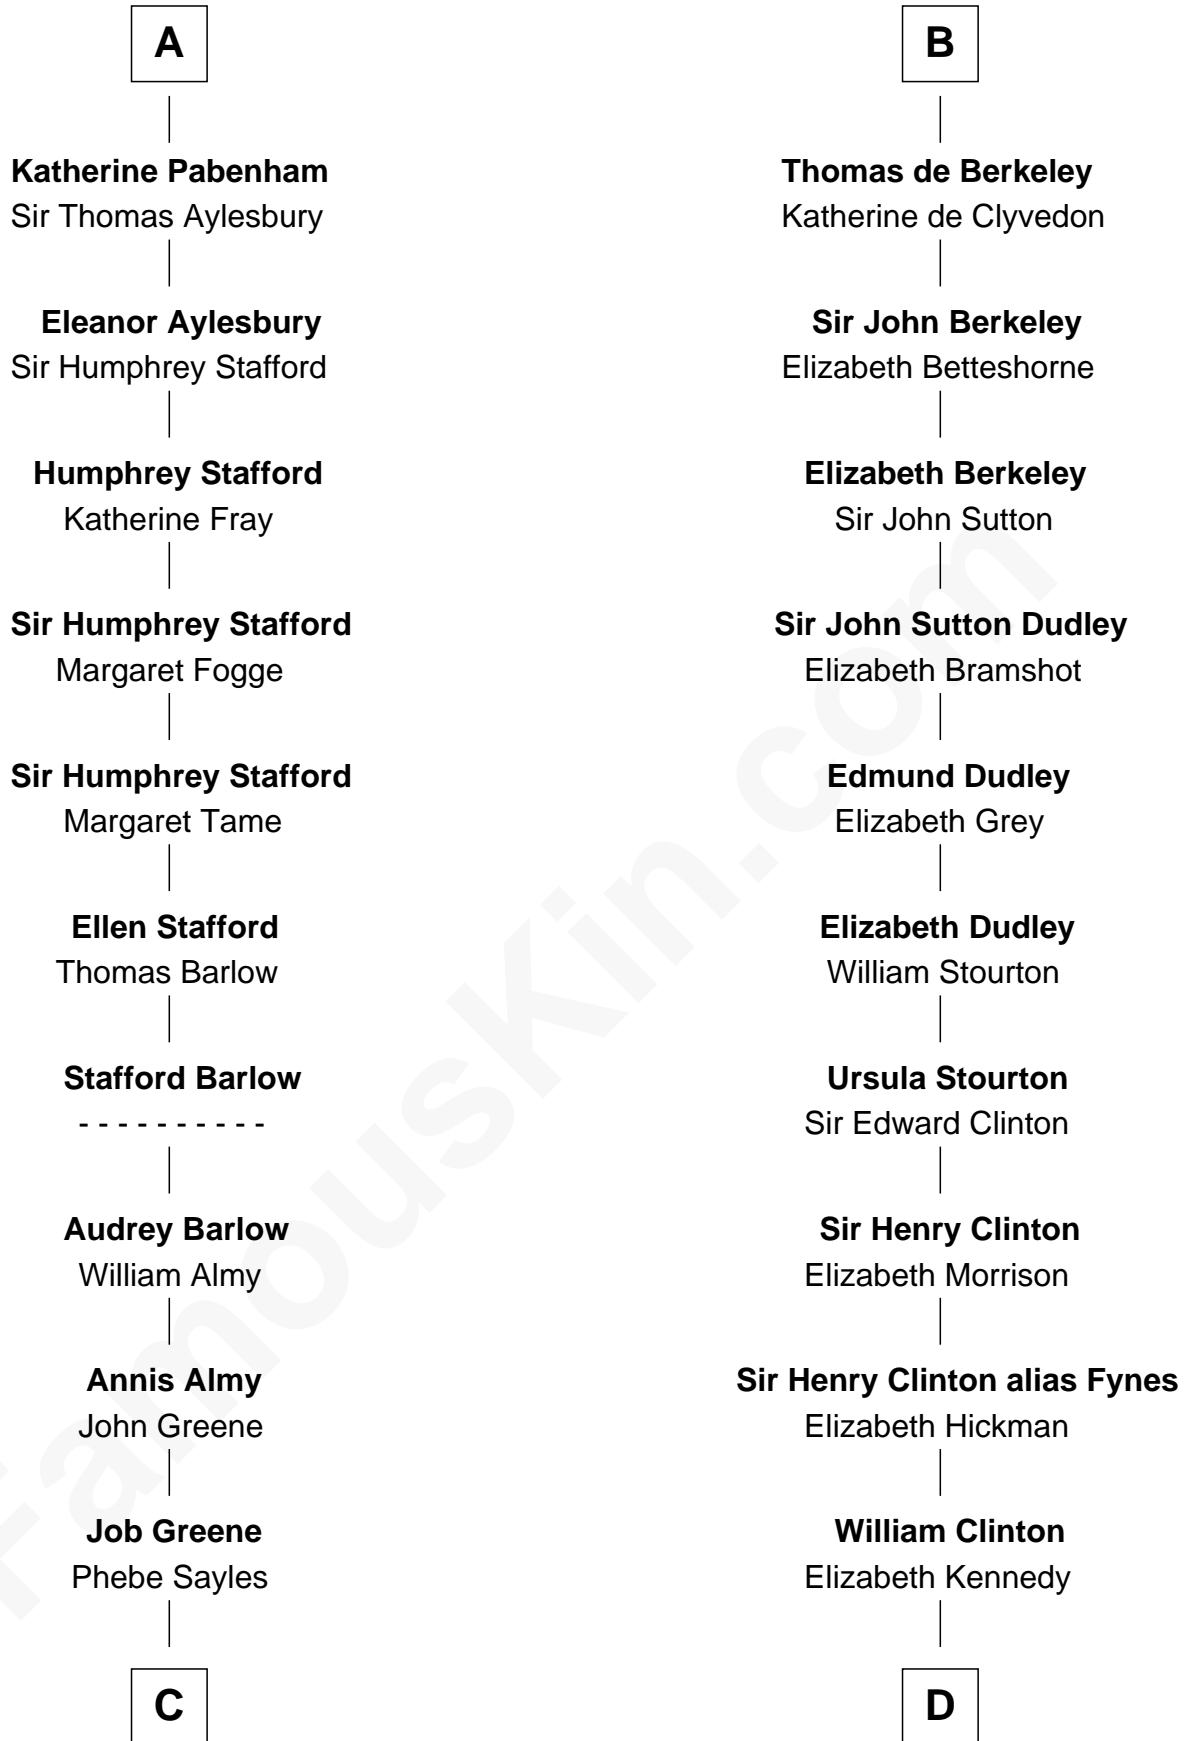 A
Katherine Pabenham
Sir Thomas Aylesbury
Eleanor Aylesbury
Sir Humphrey Stafford
Humphrey Stafford
Katherine Fray
Sir Humphrey Stafford
Margaret Fogge
Sir Humphrey Stafford
Margaret Tame
Ellen Stafford
Thomas Barlow
Stafford Barlow
- - - - - - - - - -
Audrey Barlow
William Almy
Annis Almy
John Greene
Job Greene
Phebe Sayles
C
B
Thomas de Berkeley
Katherine de Clyvedon
Sir John Berkeley
Elizabeth Betteshorne
Elizabeth Berkeley
Sir John Sutton
Sir John Sutton Dudley
Elizabeth Bramshot
Edmund Dudley
Elizabeth Grey
Elizabeth Dudley
William Stourton
Ursula Stourton
Sir Edward Clinton
Sir Henry Clinton
Elizabeth Morrison
Sir Henry Clinton alias Fynes
Elizabeth Hickman
William Clinton
Elizabeth Kennedy
D
FamousKin.com